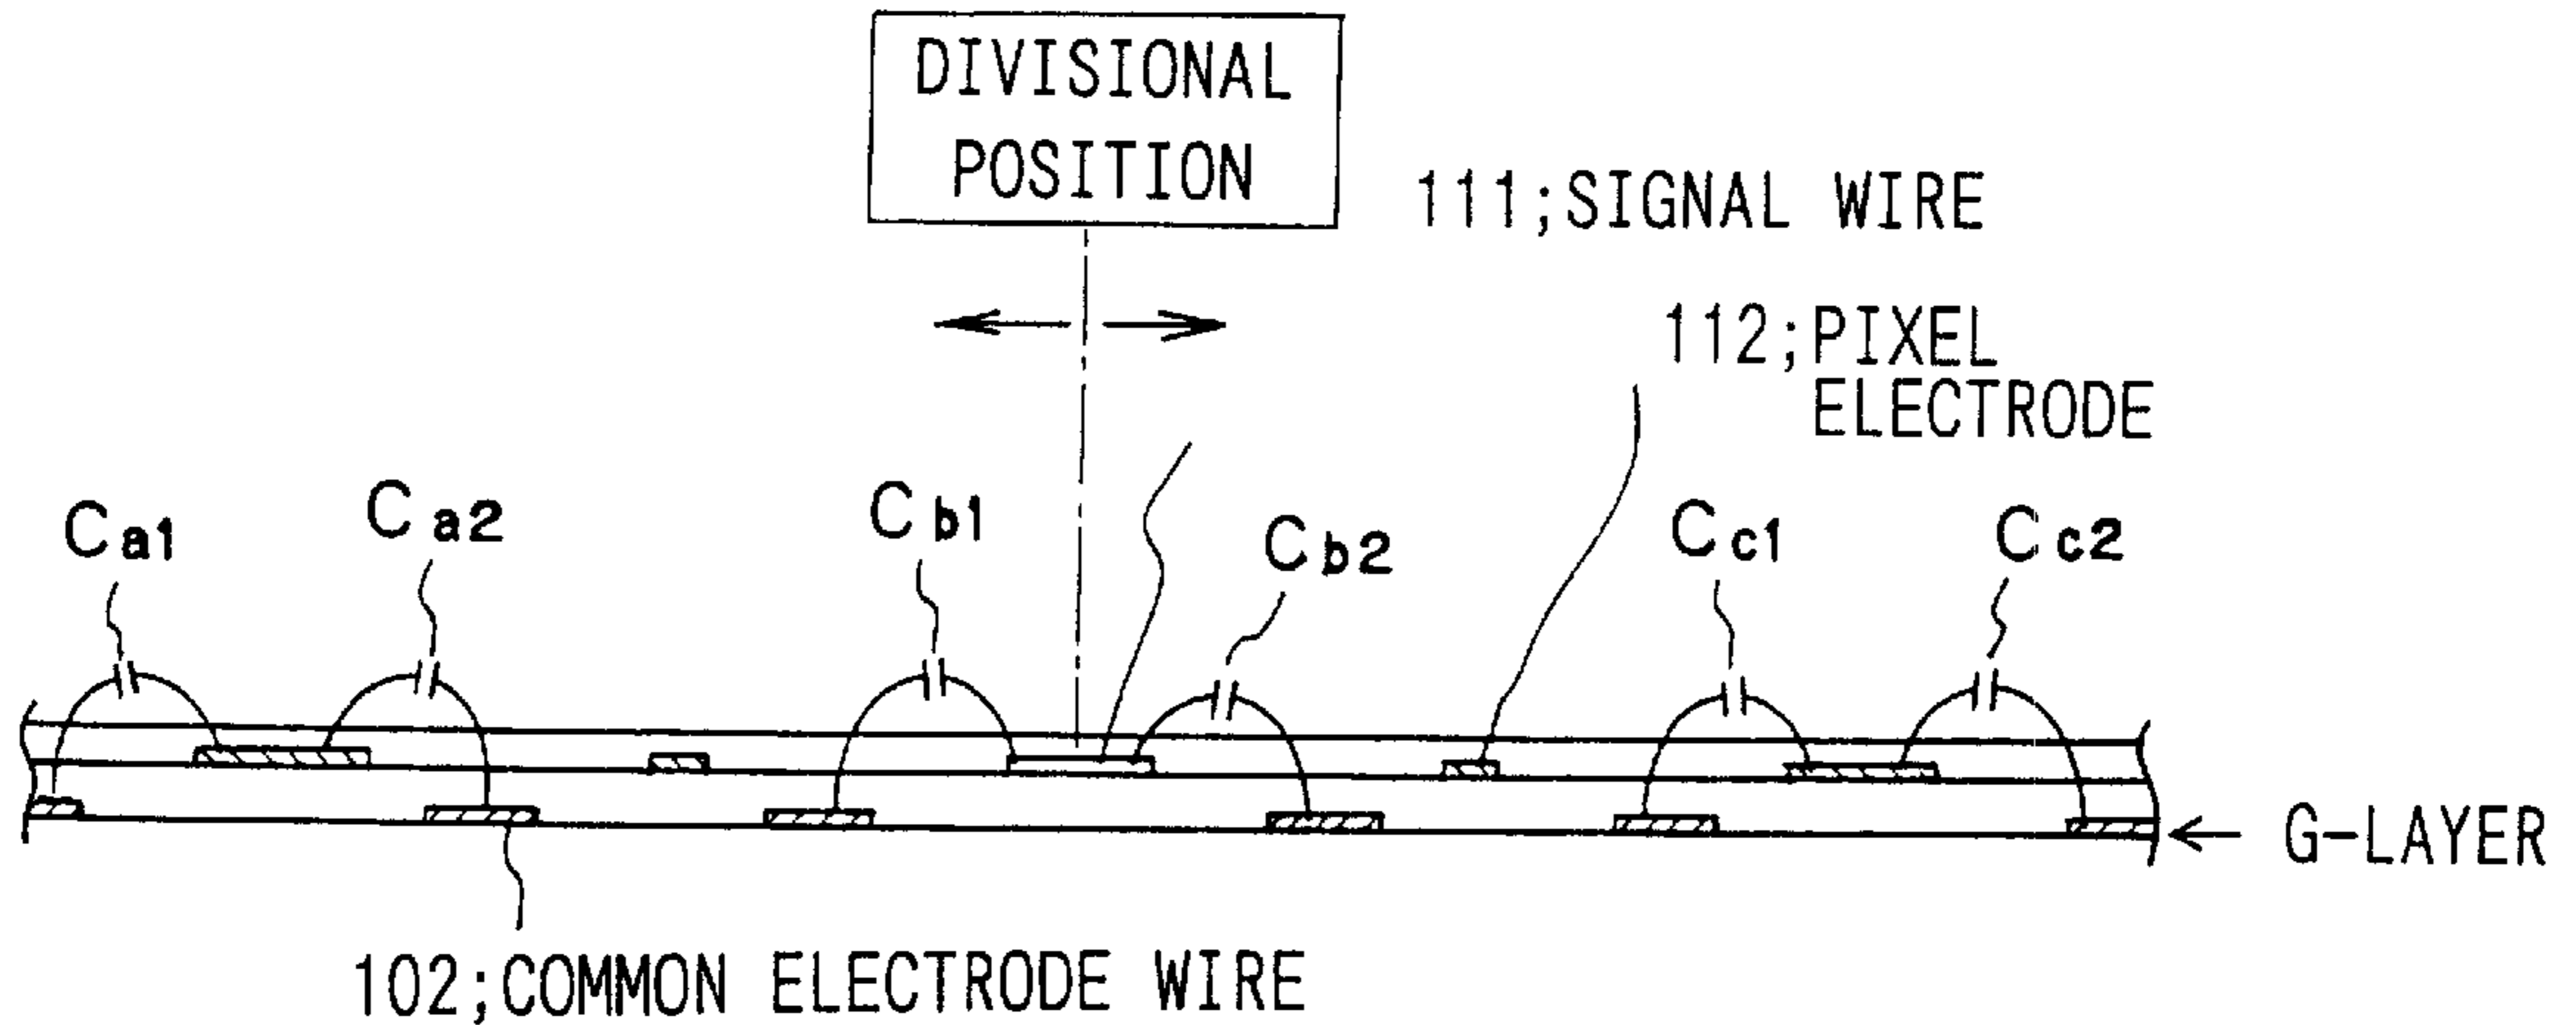 DIVISIONAL
POSITION
111;SIGNAL WIRE
112;PIXEL
ELECTRODE
Ca1
Ca2
Cb1
Cb2
Cc1
Cc2
G-LAYER
102;COMMON ELECTRODE WIRE